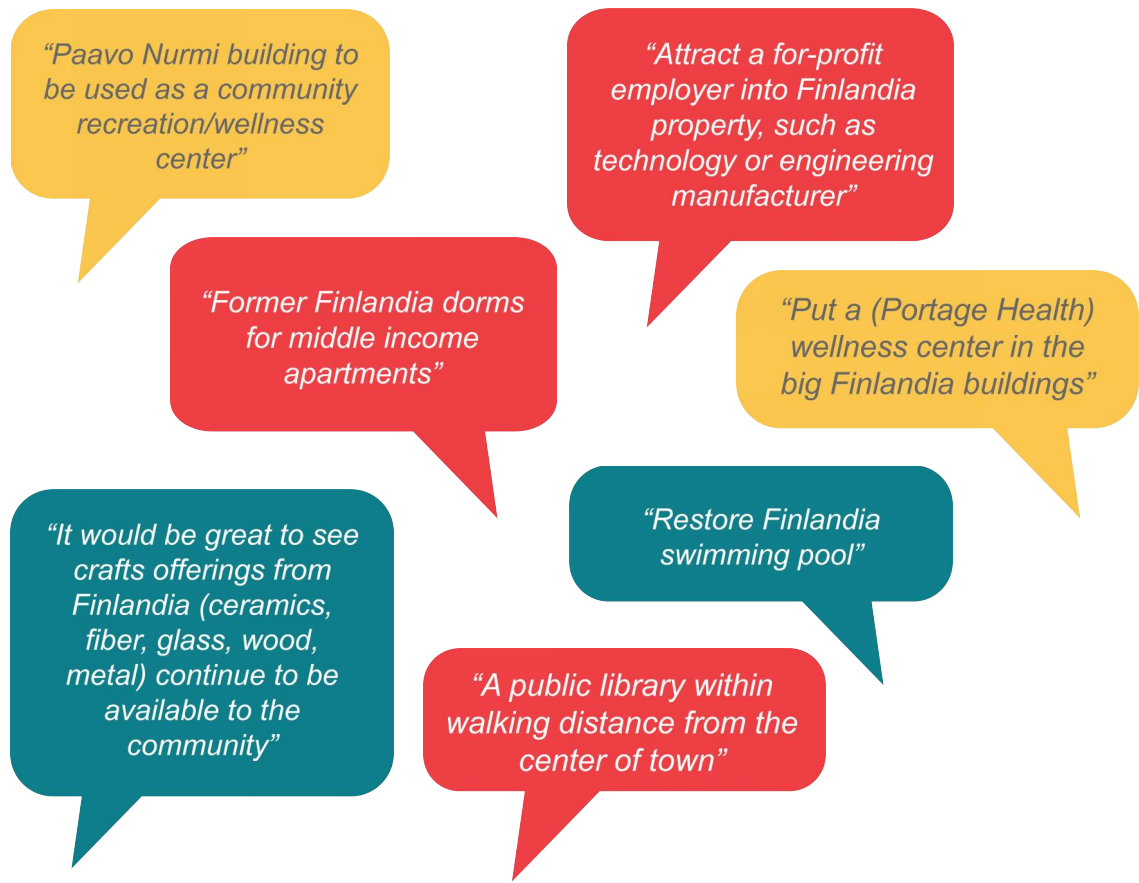 “Paavo Nurmi building to
be used as a community
recreation/wellness
center”
“Attract a for-profit
employer into Finlandia
property, such as
technology or engineering
manufacturer”
“Former Finlandia dorms
for middle income
apartments”
“Put a (Portage Health)
wellness center in the
big Finlandia buildings”
“It would be great to see
crafts offerings from
Finlandia (ceramics,
fiber, glass, wood,
metal) continue to be
available to the
community”
“Restore Finlandia
swimming pool”
“A public library within
walking distance from the
center of town”